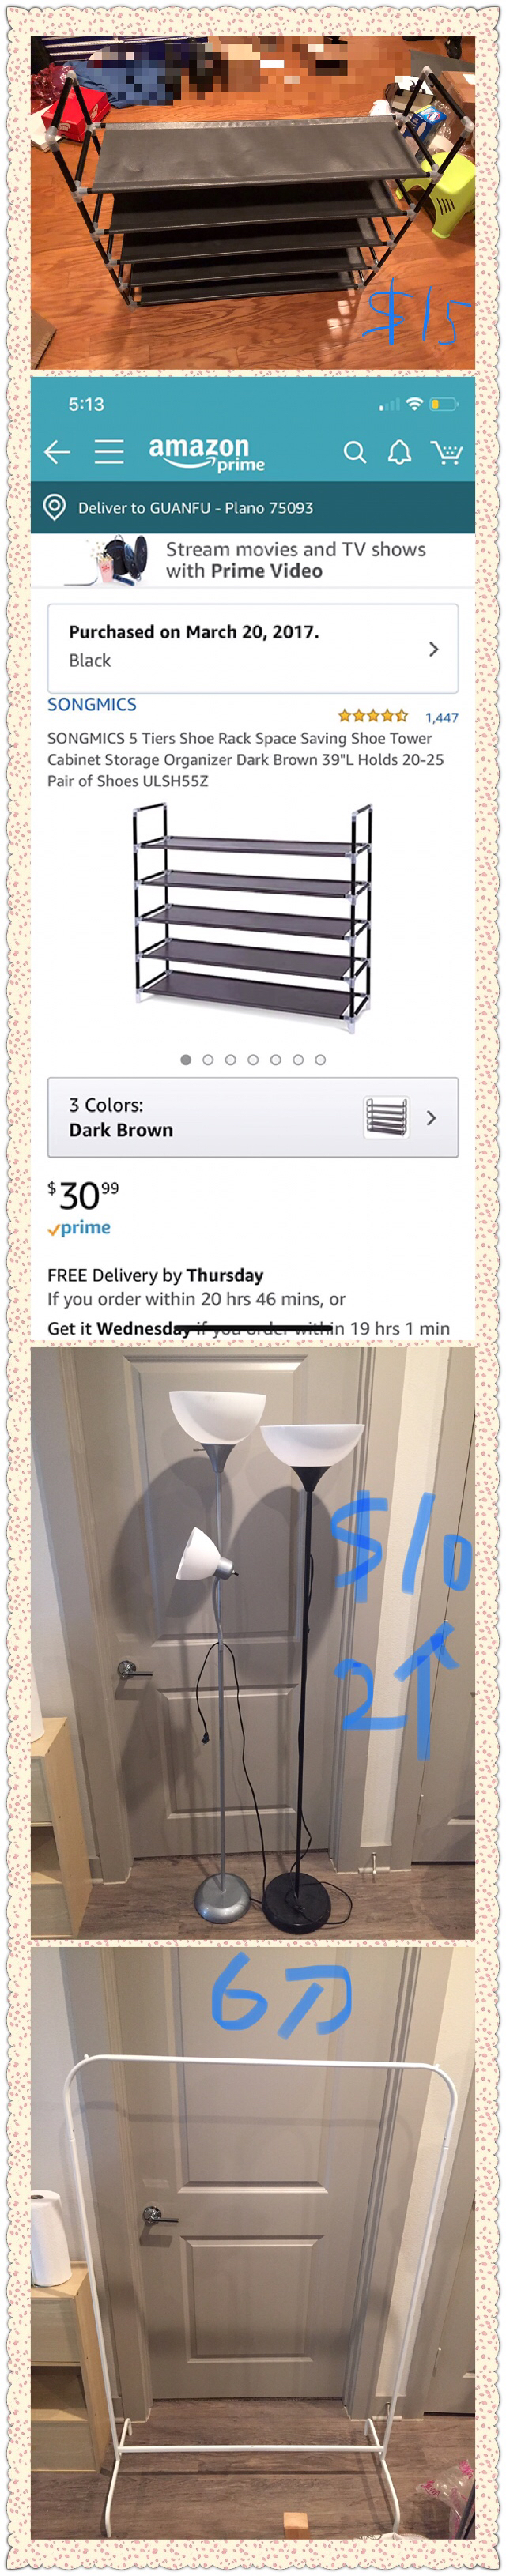 $15
5:13
amazon
prime
Deliver to GUANFU - Plano 75093
Stream movies and TV shows
with Prime Video
Purchased on March 20, 2017.
Black
SONGMICS
1,447
SONGMICS 5 Tiers Shoe Rack Space Saving Shoe Tower
Cabinet Storage Organizer Dark Brown 39"L Holds 20-25
Pair of Shoes ULSH55Z
3 Colors:
Dark Brown
$30 99
prime
FREE Delivery by Thursday
If you order within 20 hrs 46 mins, or
Get it Wednesday if you order within 19 hrs 1 min
$10
2个
6刀